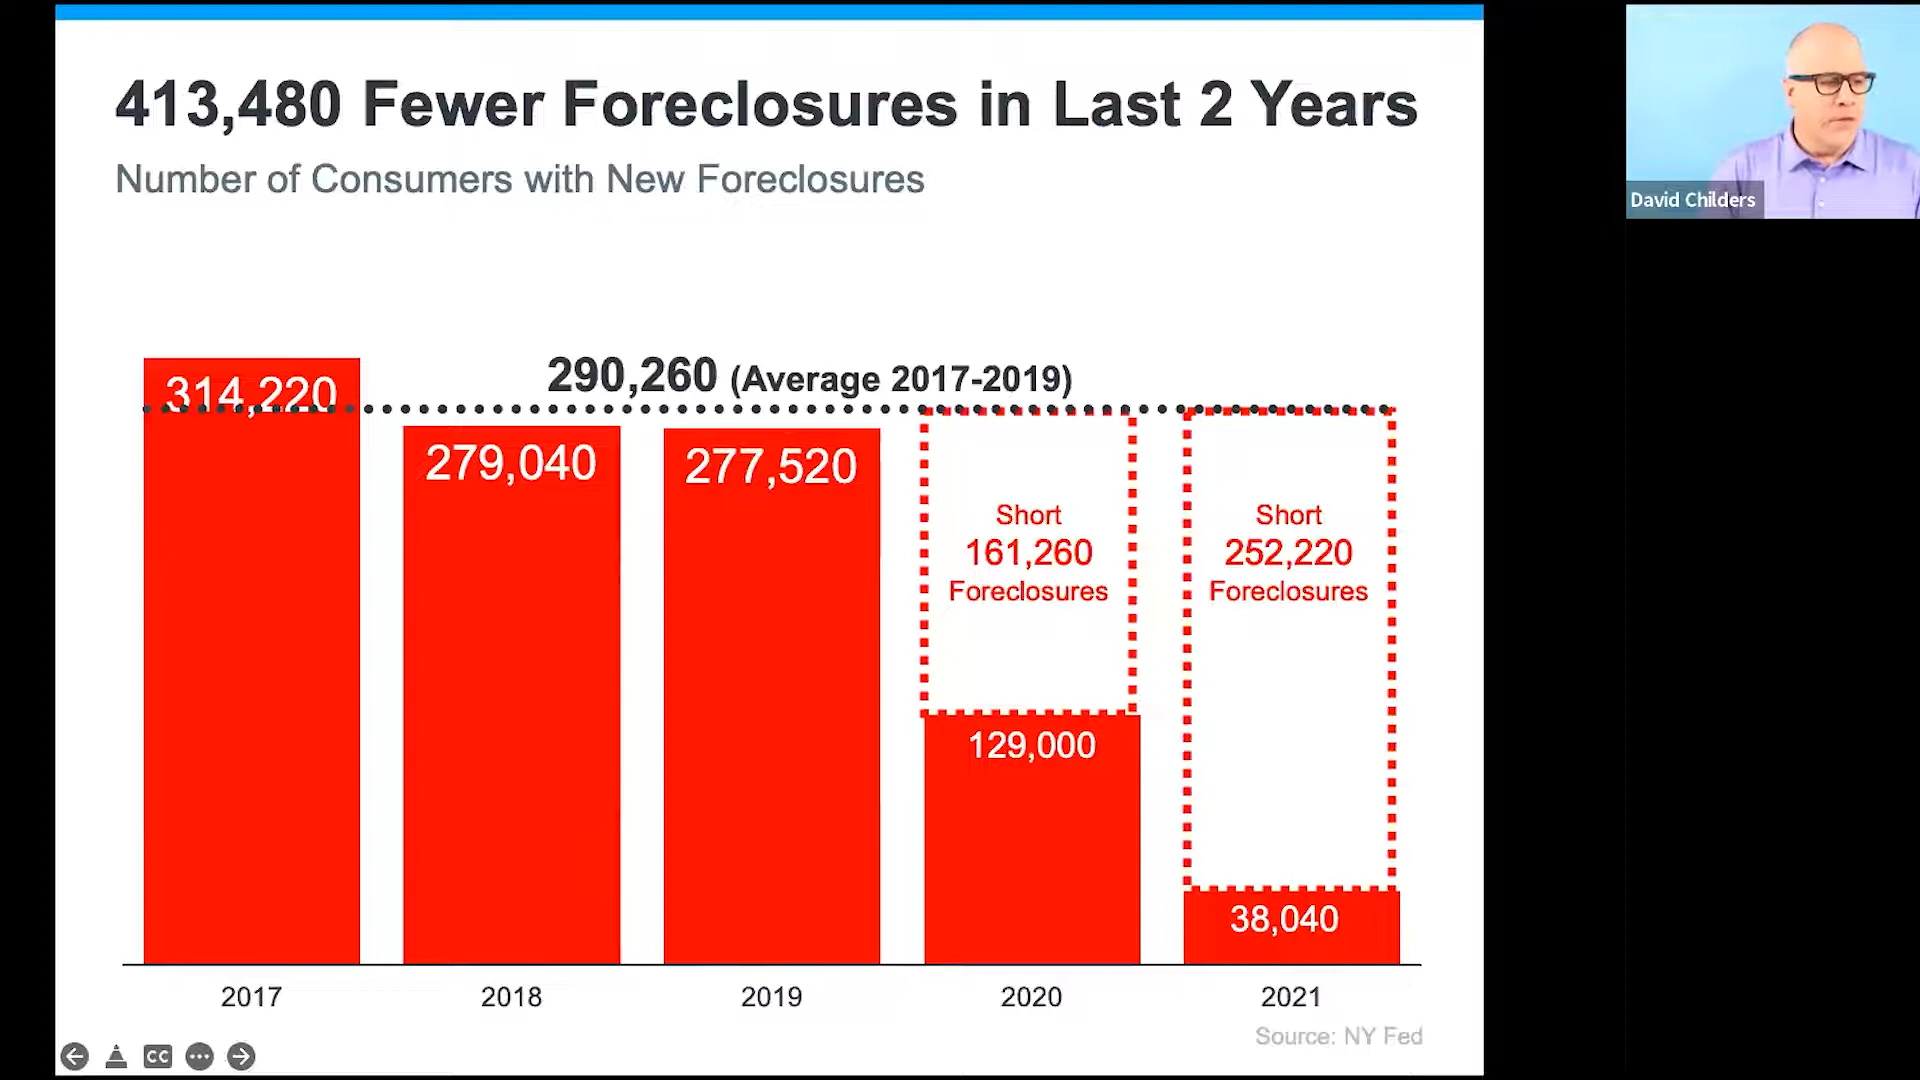 413,480 Fewer Foreclosures in Last 2 Years
Number of Consumers with New Foreclosures
David Childers
290,260 (Average 2017-2019)
314,220
279,040
277,520
Short
161,260
Foreclosures
129,000
Short
252,220
Foreclosures
38,040
2017
2018
2019
2020
2021
Source: NY Fed
CC